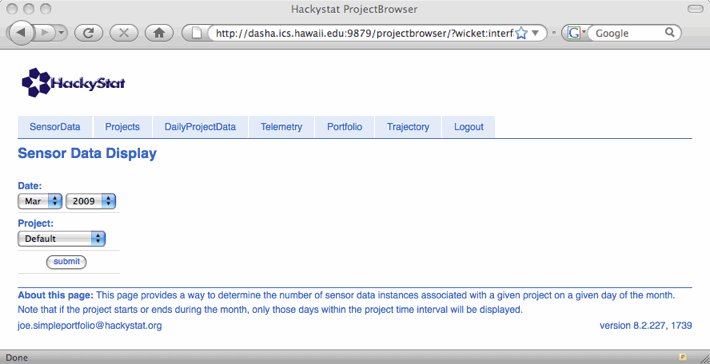 Hackystat ProjectBrowser
http://dasha.ics.hawaii.edu:9879/projectbrowser/?wicket:interf
G Google
HackyStat
SensorData Projects DailyProjectData Telemetry Portfolio Trajectory Logout
Sensor Data Display
Date:
Mar 2009
Project:
Default
submit
About this page: This page provides a way to determine the number of sensor data instances associated with a given project on a given day of the month.
Note that if the project starts or ends during the month, only those days within the project time interval will be displayed.
joe.simpleportfolio@hackystat.org version 8.2.227, 1739
Done